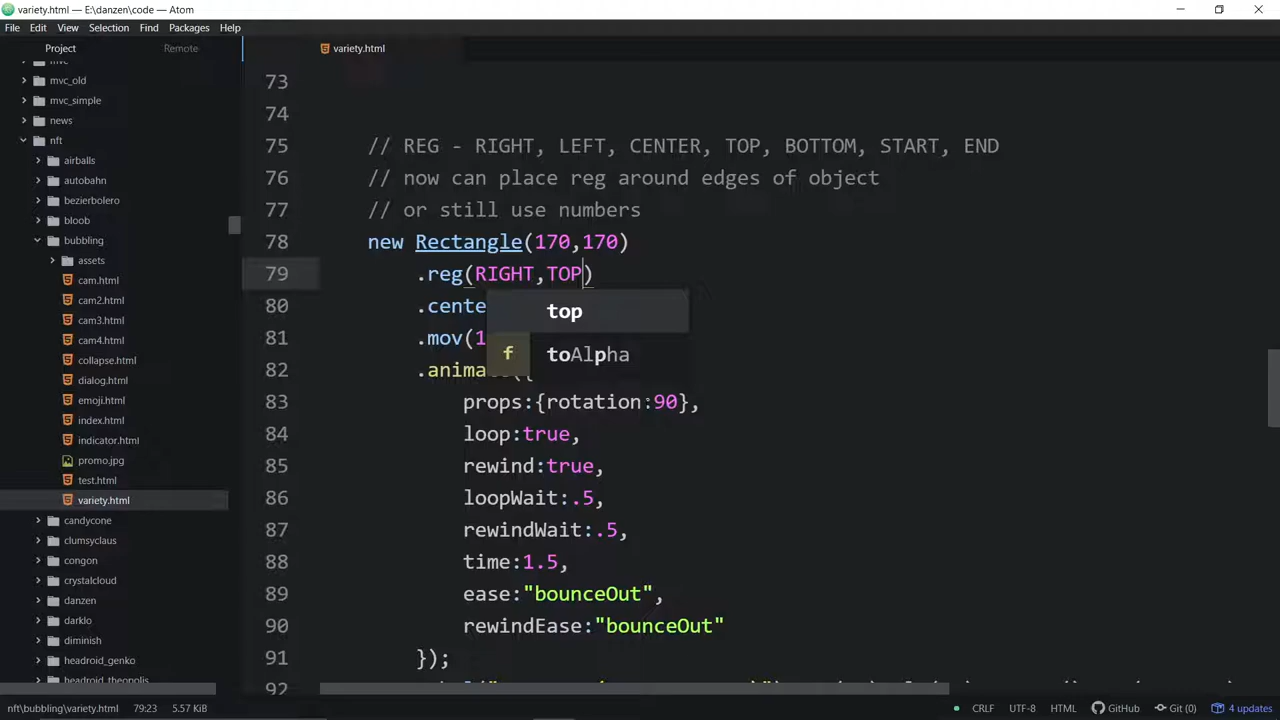 variety.html — E:\danzen\code — Atom
File Edit View Selection Find Packages Help
Project Remote
variety.html
mvc_old
mvc_simple
news
nft
airballs
autobahn
bezierbolero
bloob
bubbling
assets
cam.html
cam2.html
cam3.html
cam4.html
collapse.html
dialog.html
emoji.html
index.html
indicator.html
promo.jpg
test.html
variety.html
candycone
clumsyclaus
congon
crystalcloud
danzen
darklo
diminish
headroid_genko
headroid_theopolis
73
74
75 // REG - RIGHT, LEFT, CENTER, TOP, BOTTOM, START, END
76 // now can place reg around edges of object
77 // or still use numbers
78 new Rectangle(170,170)
79 .reg(RIGHT,TOP)
80 .cente
top
81 .mov(1
f toAlpha
82 .anima
83 props:{rotation:90},
84 loop:true,
85 rewind:true,
86 loopWait:.5,
87 rewindWait:.5,
88 time:1.5,
89 ease:"bounceOut",
90 rewindEase:"bounceOut"
91 });
92
nft\bubbling\variety.html 79:23 5.57 KiB CRLF UTF-8 HTML GitHub Git (0) 4 updates